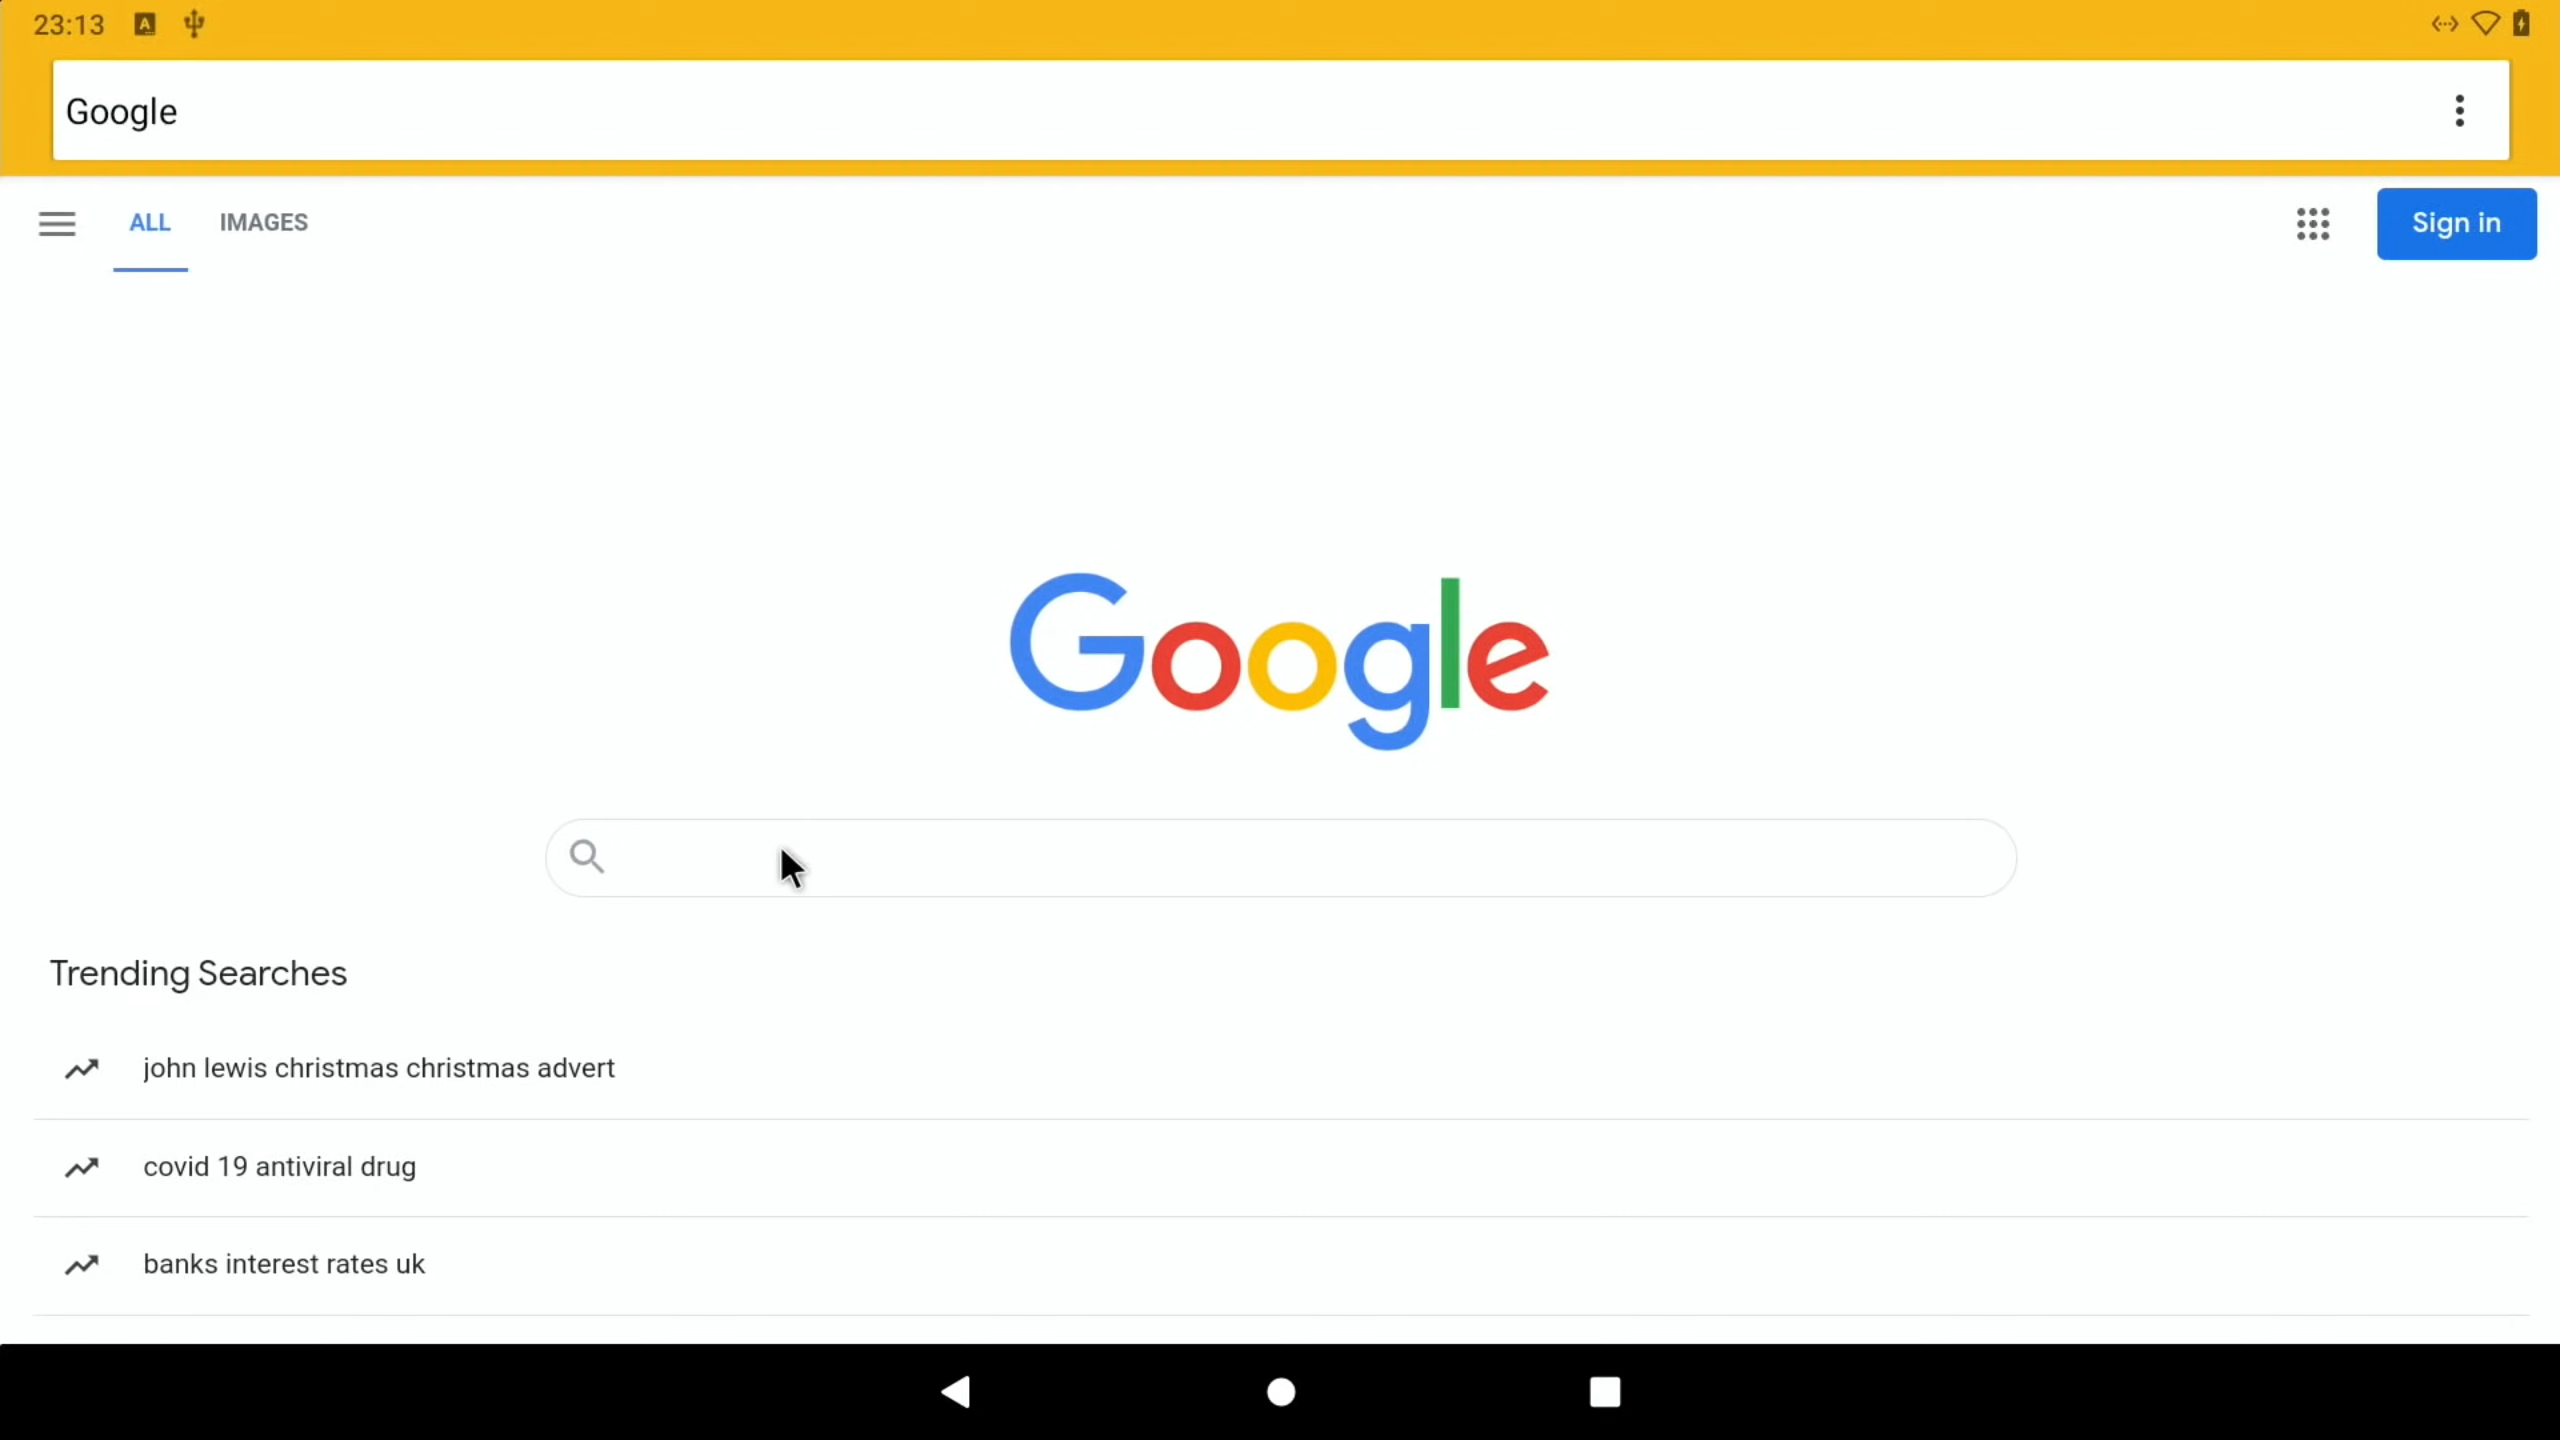 23:13
Google
ALL IMAGES Sign in
Google
Trending Searches
john lewis christmas christmas advert
covid 19 antiviral drug
banks interest rates uk